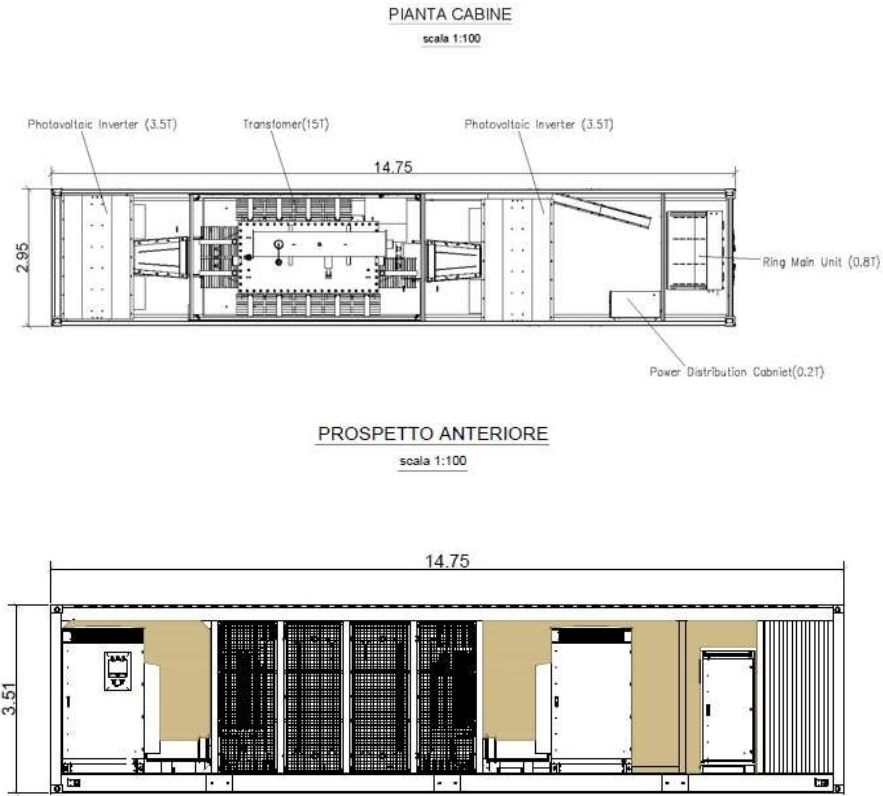 PIANTA CABINE
scala 1:100
Photovoltaic Inverter (3.5T)
Transfomer(15T)
Photovoltaic Inverter (3.5T)
14.75
2.95
Ring Main Unit (0.8T)
Power Distribution Cabniet(0.2T)
PROSPETTO ANTERIORE
scala 1:100
14.75
3.51